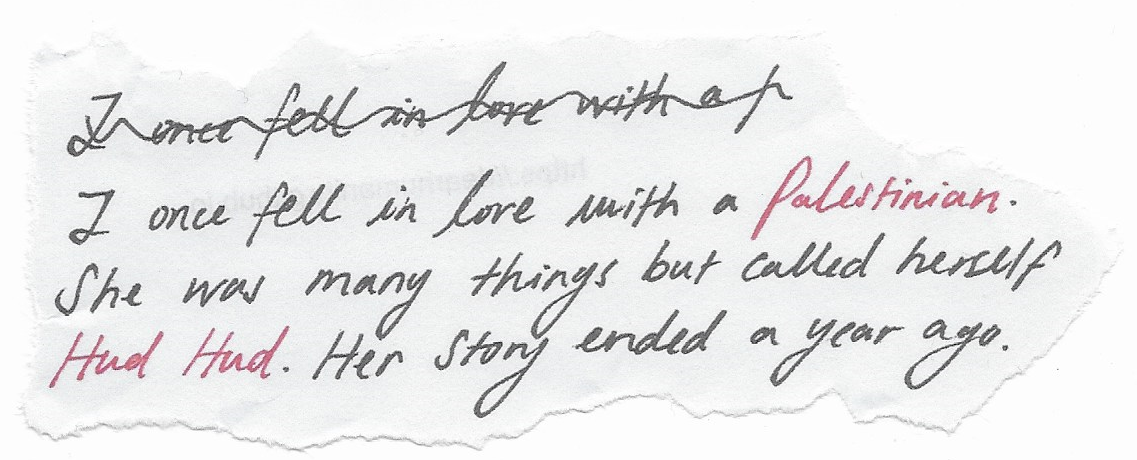 I once fell in love with a p
I once fell in love with a Palestinian.
She was many things but called herself
Hud Hud. Her story ended a year ago.